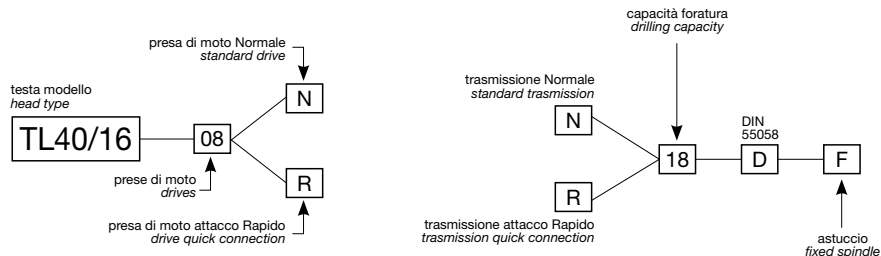 presa di moto Normale
standard drive
testa modello
head type
N
TL40/16
08
prese di moto
drives
R
presa di moto attacco Rapido
drive quick connection
capacità foratura
drilling capacity
trasmissione Normale
standard trasmission
N
DIN
55058
18
D
F
R
trasmissione attacco Rapido
trasmission quick connection
astuccio
fixed spindle